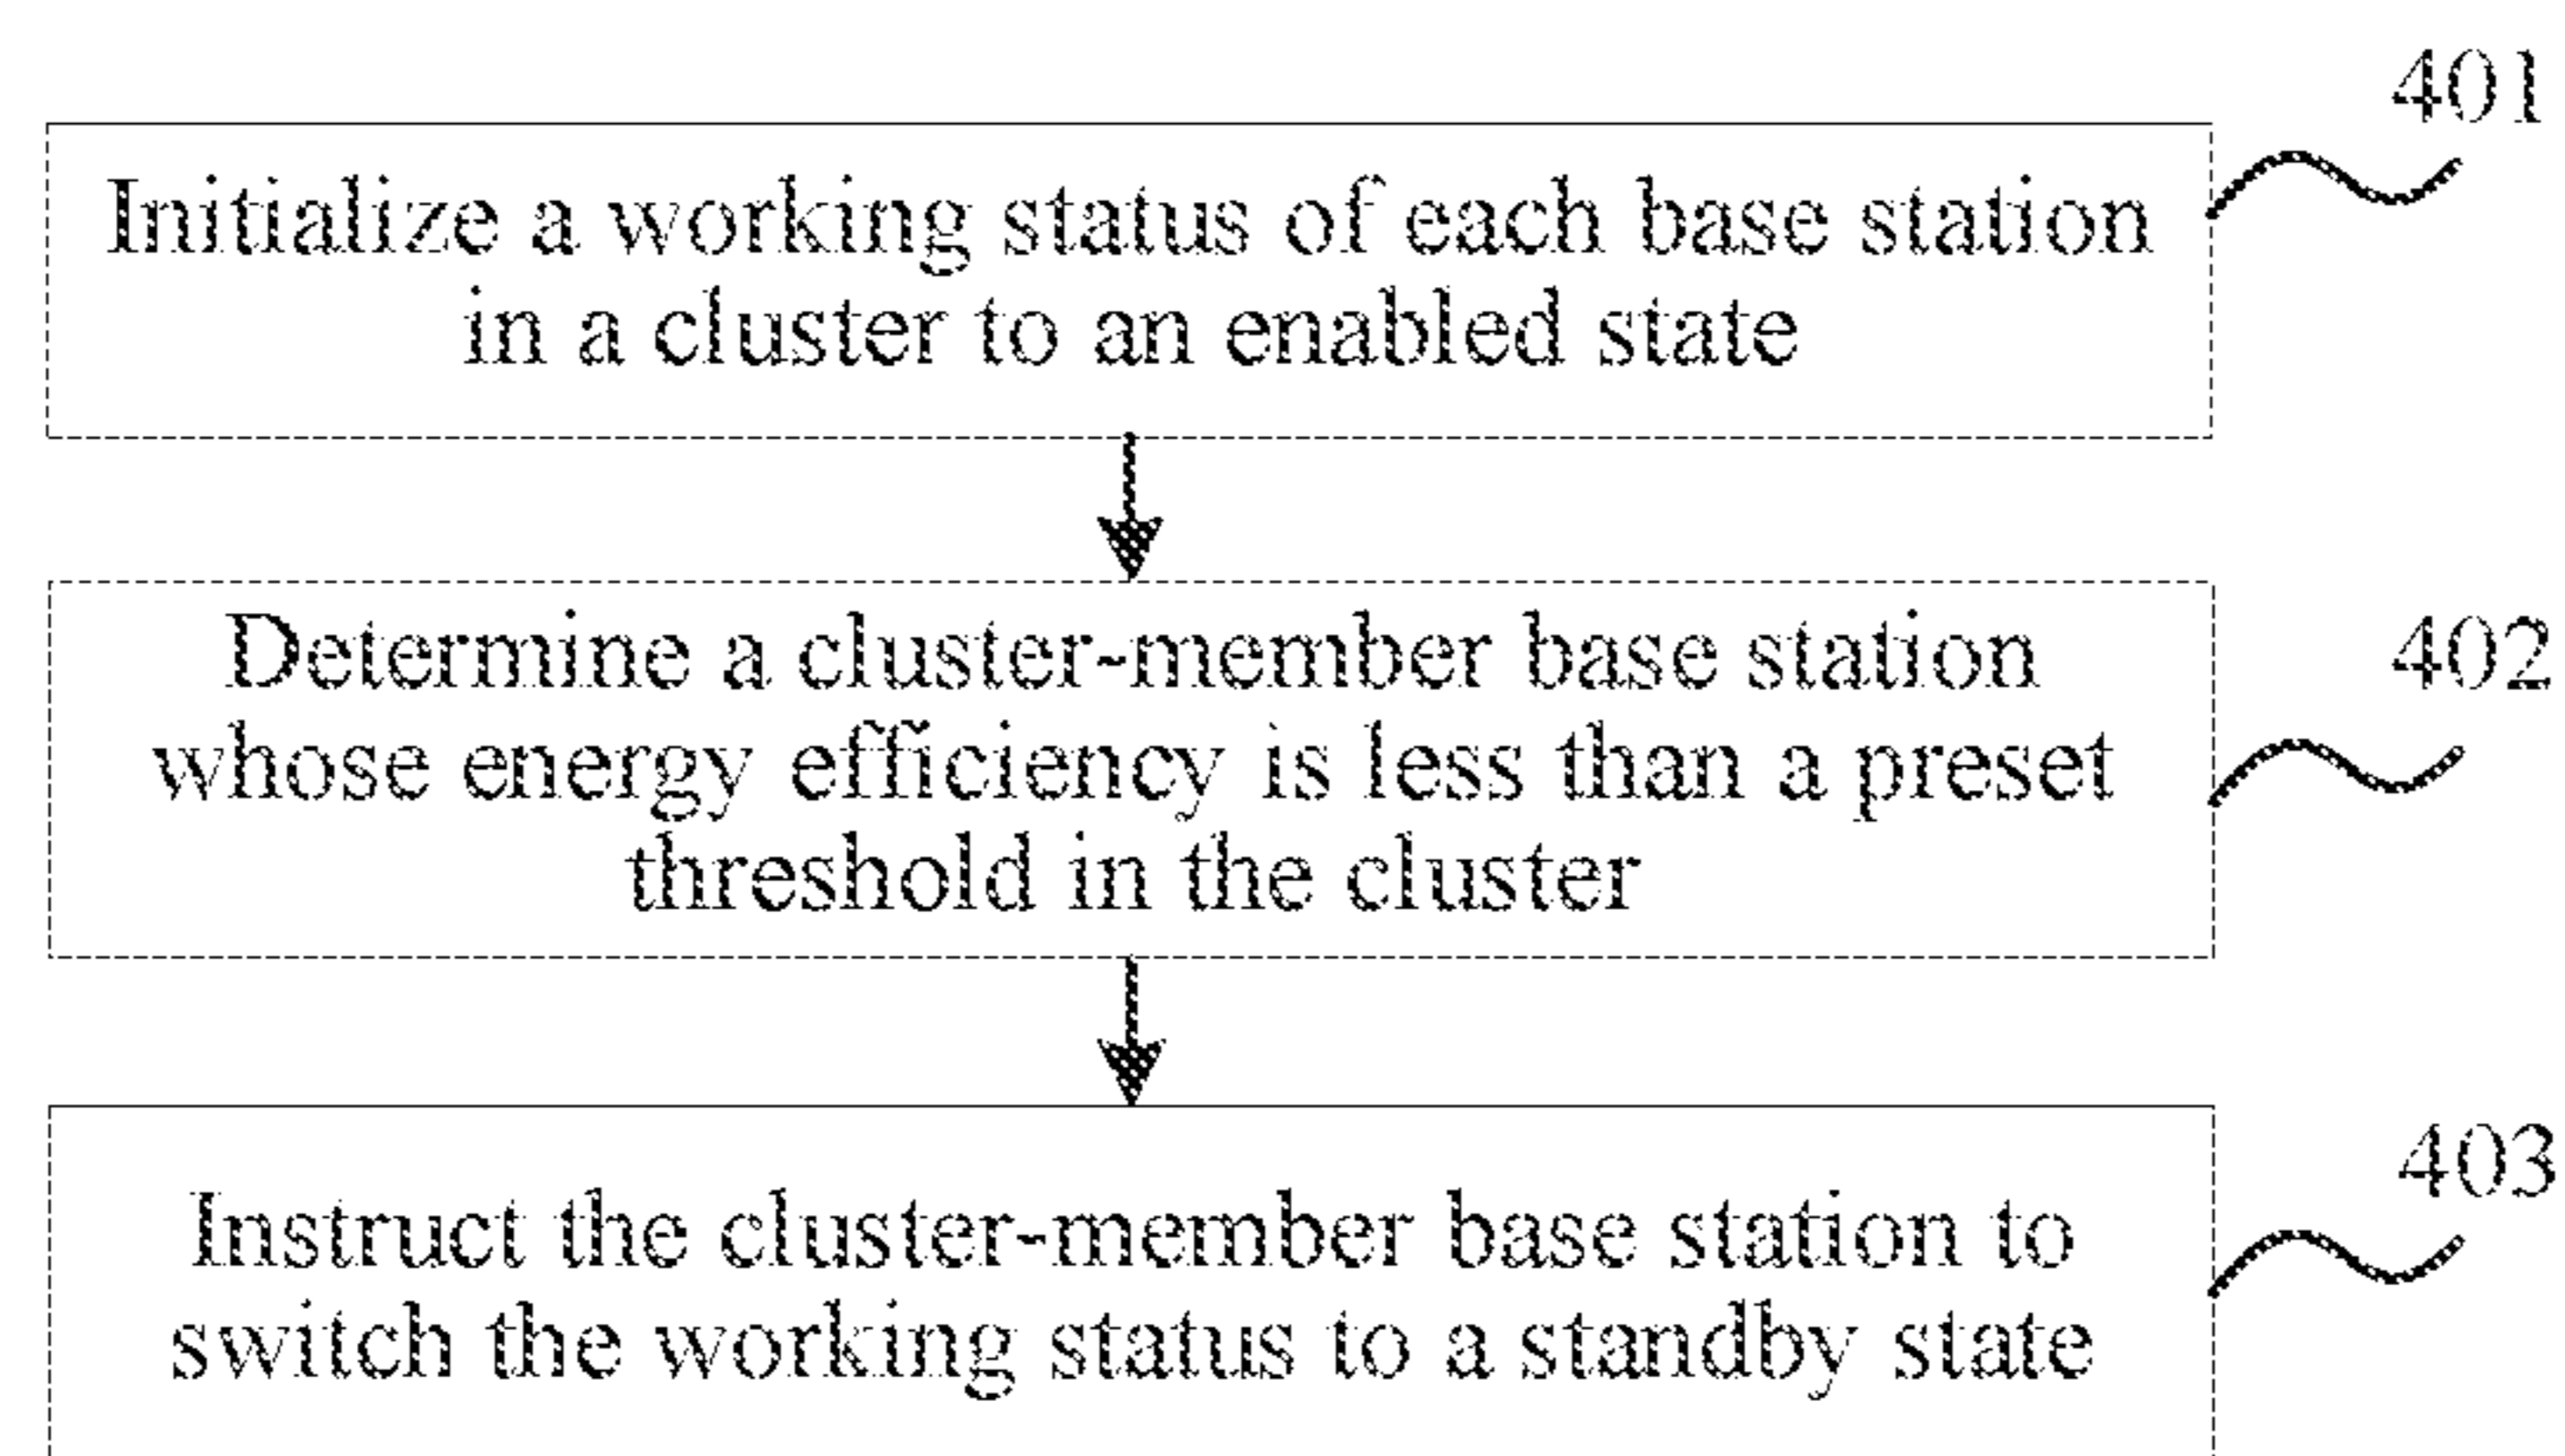 401
Initialize a working status of each base station
in a cluster to an enabled state
402
Determine a cluster-member base station
whose energy efficiency is less than a preset
threshold in the cluster
403
Instruct the cluster-member base station to
switch the working status to a standby state